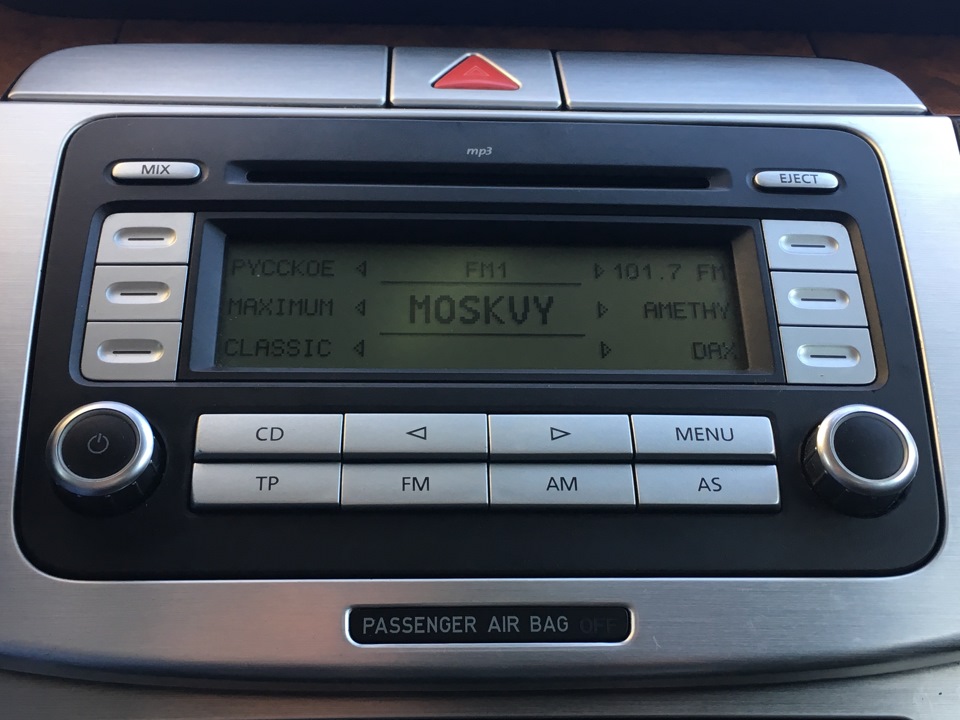 mp3
MIX
EJECT
РУССКОЕ FM1 101.7 FM
MAXIMUM MOSKVY AMETHY
CLASSIC DAX
CD MENU
TP FM AM AS
PASSENGER AIR BAG OFF